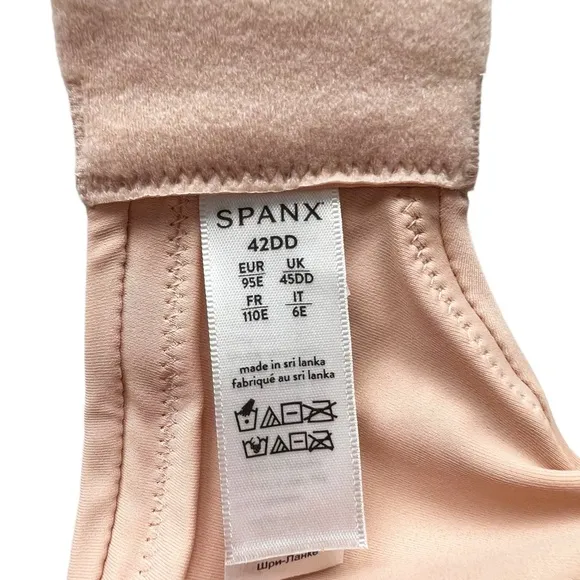 SPANX
42DD
EUR UK
95E 45DD
FR IT
110E 6E
made in sri lanka
fabriqué au sri lanka
Шри-Ланке